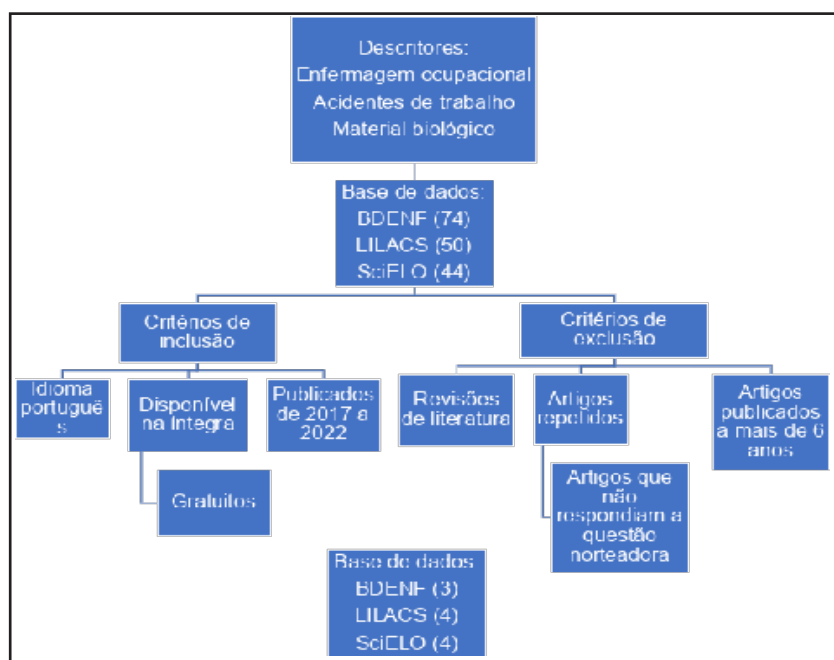 Descritores:
Enfermagem ocupacional
Acidentes de trabalho
Material biológico
Base de dados:
BDENF (74)
LILACS (50)
SciELO (44)
Critérios de
inclusão
Critérios de
exclusão
Idioma
portuguê
s
Disponível
na íntegra
Publicados
de 2017 a
2022
Revisões
de literatura
Artigos
repetidos
Artigos
publicados
a mais de 6
anos
Gratuitos
Artigos que
não
respondiam a
questão
norteadora
Base de dados
BDENF (3)
LILACS (4)
SciELO (4)